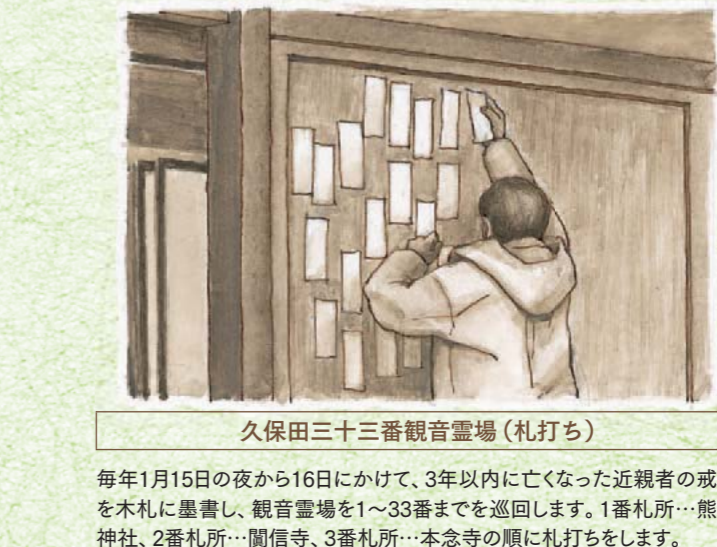 久保田三十三番観音霊場（札打ち）
毎年1月15日の夜から16日にかけて、3年以内に亡くなった近親者の戒
を木札に墨書し、観音霊場を1～33番までを巡回します。1番札所…熊
神社、2番札所…聞信寺、3番札所…本念寺の順に札打ちをします。